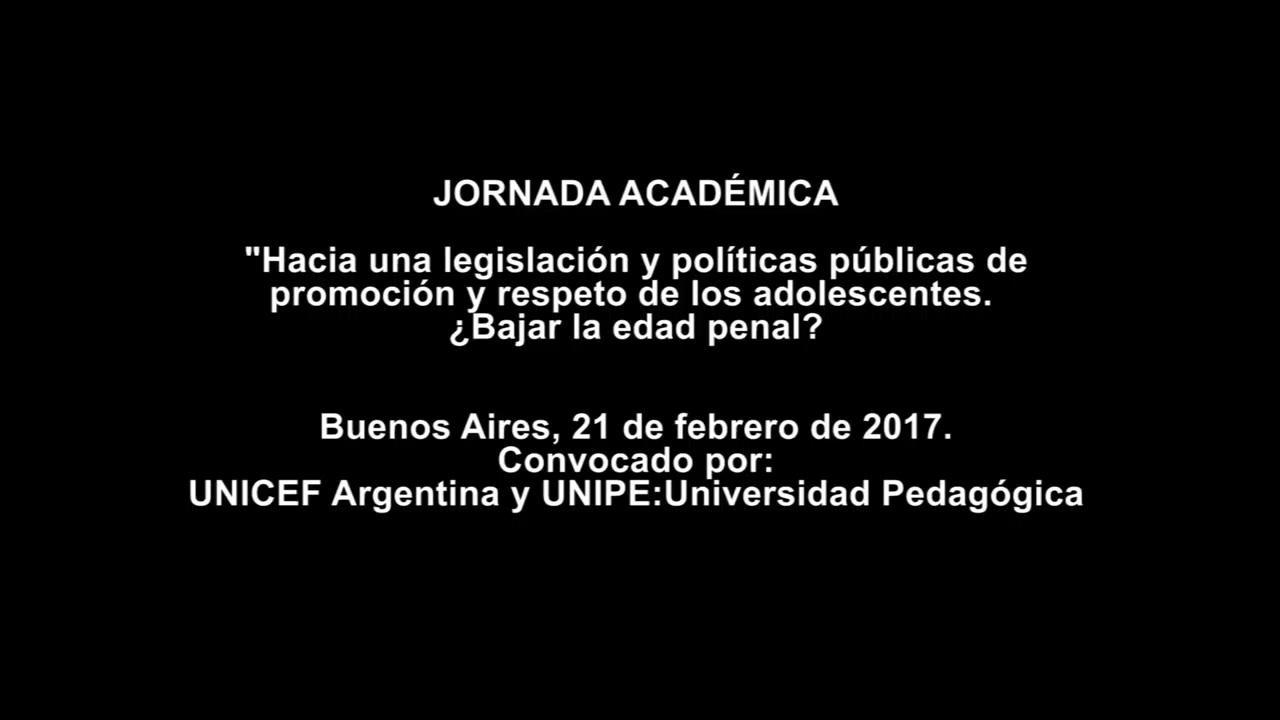 JORNADA ACADÉMICA
"Hacia una legislación y políticas públicas de
promoción y respeto de los adolescentes.
¿Bajar la edad penal?
Buenos Aires, 21 de febrero de 2017.
Convocado por:
UNICEF Argentina y UNIPE:Universidad Pedagógica